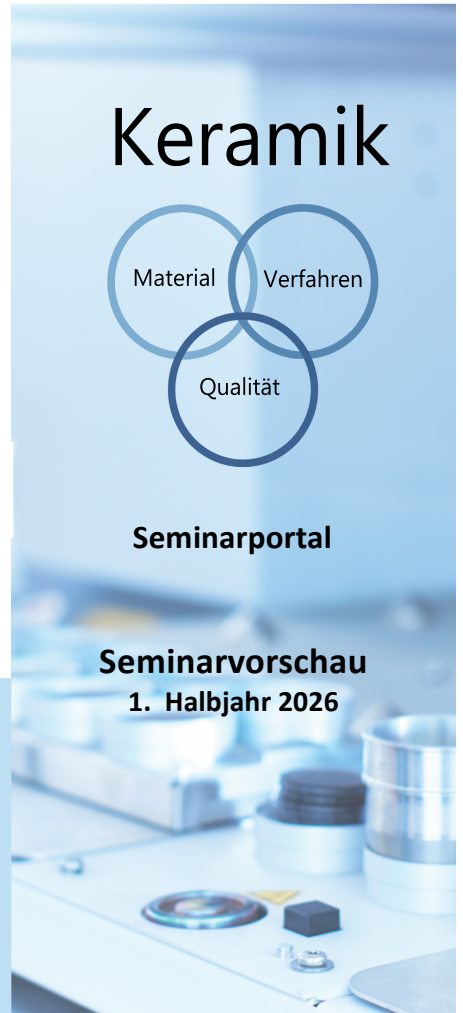 Keramik
Material
Verfahren
Qualität
Seminarportal
Seminarvorschau
1. Halbjahr 2026